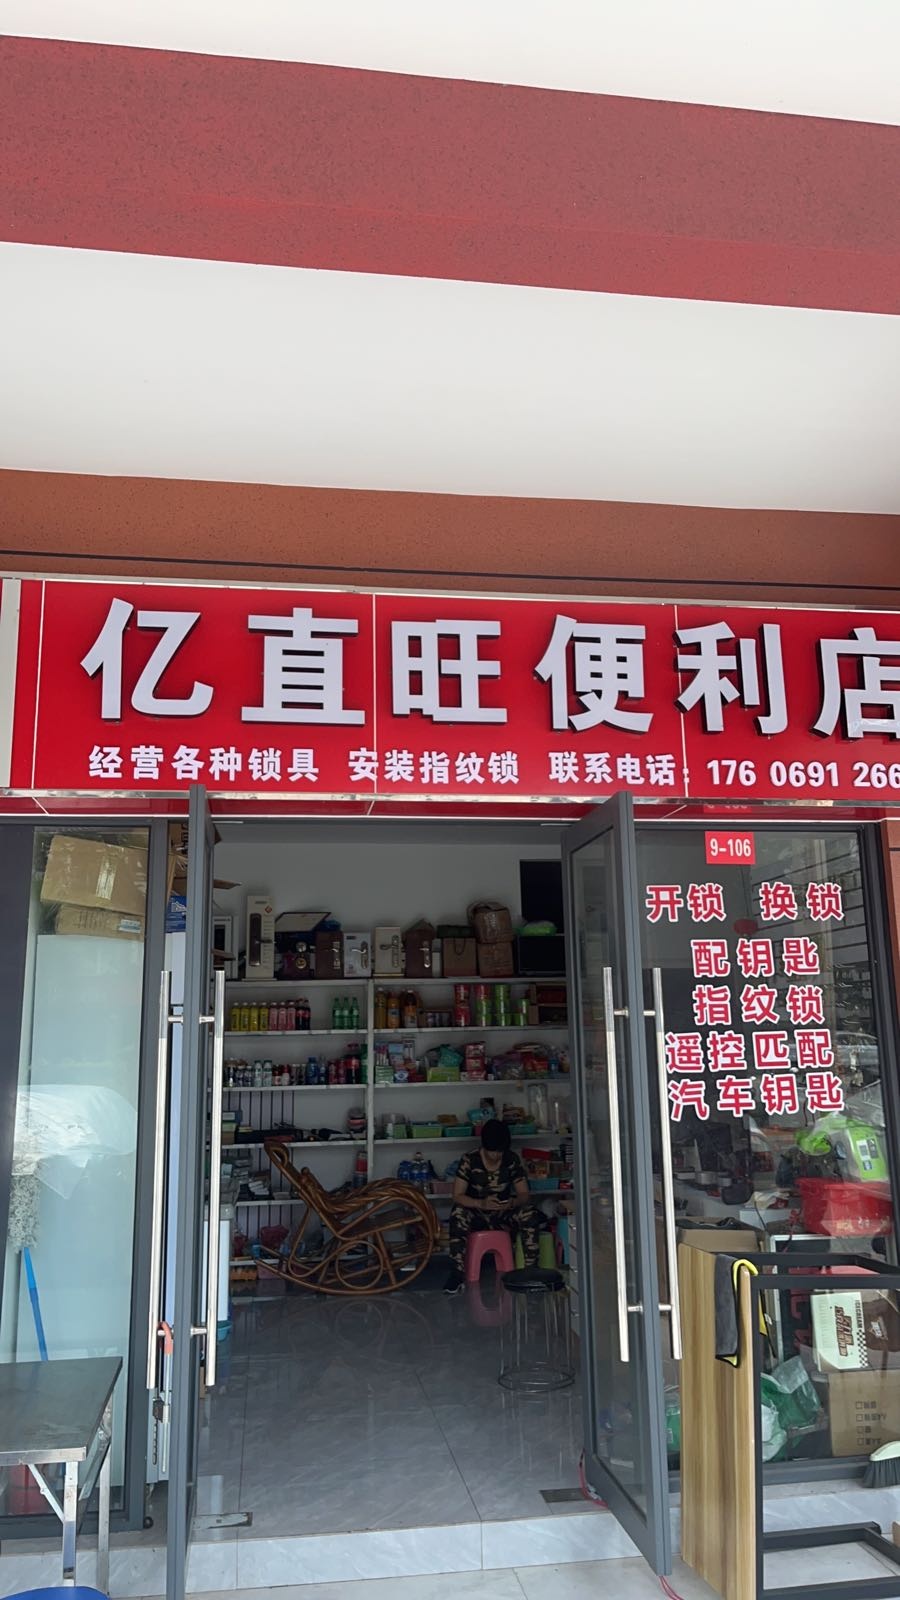 亿直旺便利店
经营各种锁具 安装指纹锁 联系电话：176 0691 266
9-106
开锁 换锁
配钥匙
指纹锁
遥控匹配
汽车钥匙
ICECREAM